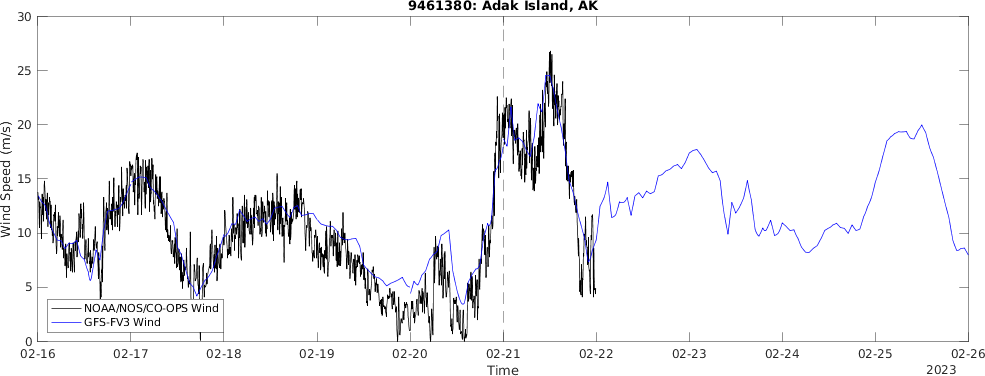 9461380: Adak Island, AK
30
25
20
15
10
5
0
Wind Speed (m/s)
NOAA/NOS/CO-OPS Wind
GFS-FV3 Wind
02-16 02-17 02-18 02-19 02-20 02-21 02-22 02-23 02-24 02-25 02-26
Time
2023